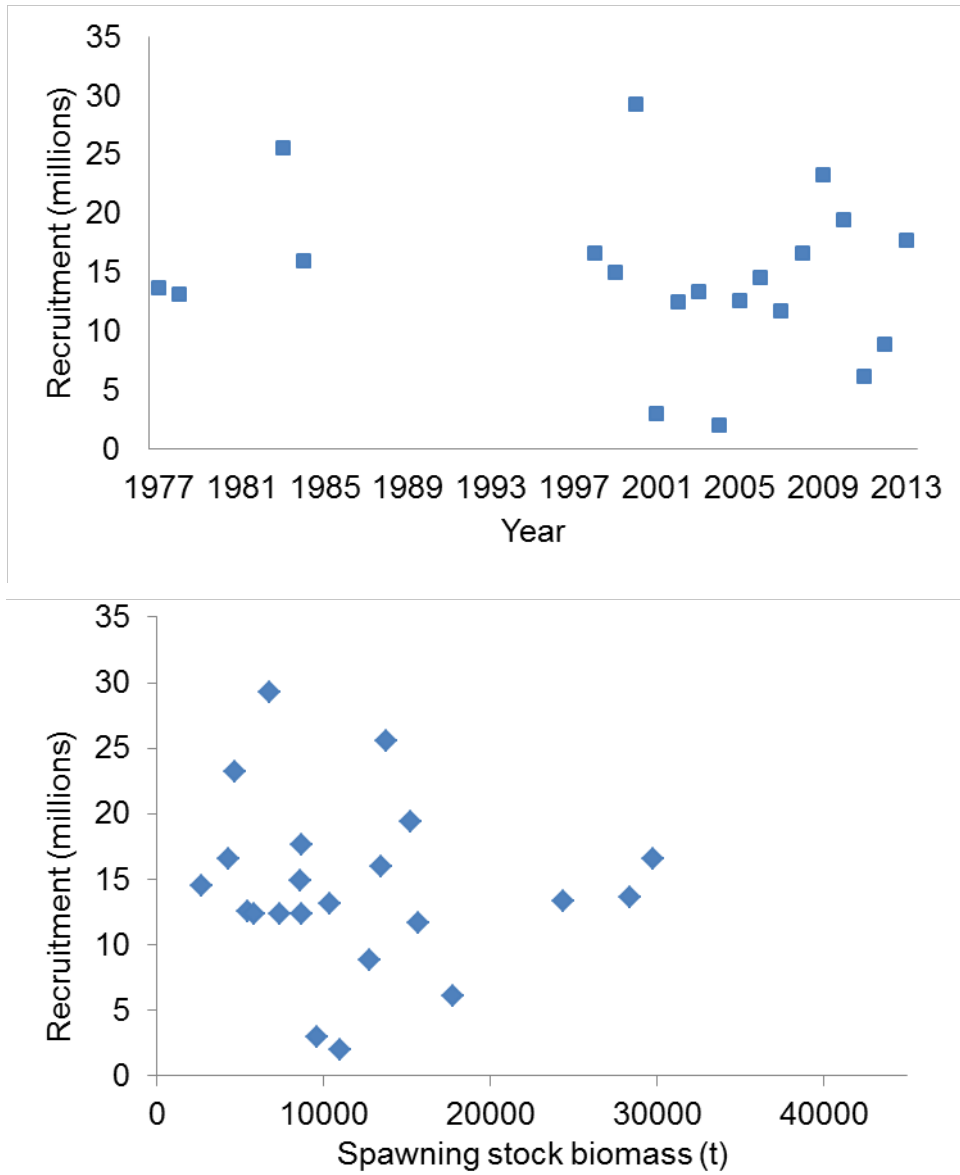 35
30
25
20
15
10
5
0
Recruitment (millions)
1977 1981 1985 1989 1993 1997 2001 2005 2009 2013
Year
35
30
25
20
15
10
5
0
Recruitment (millions)
0 10000 20000 30000 40000
Spawning stock biomass (t)